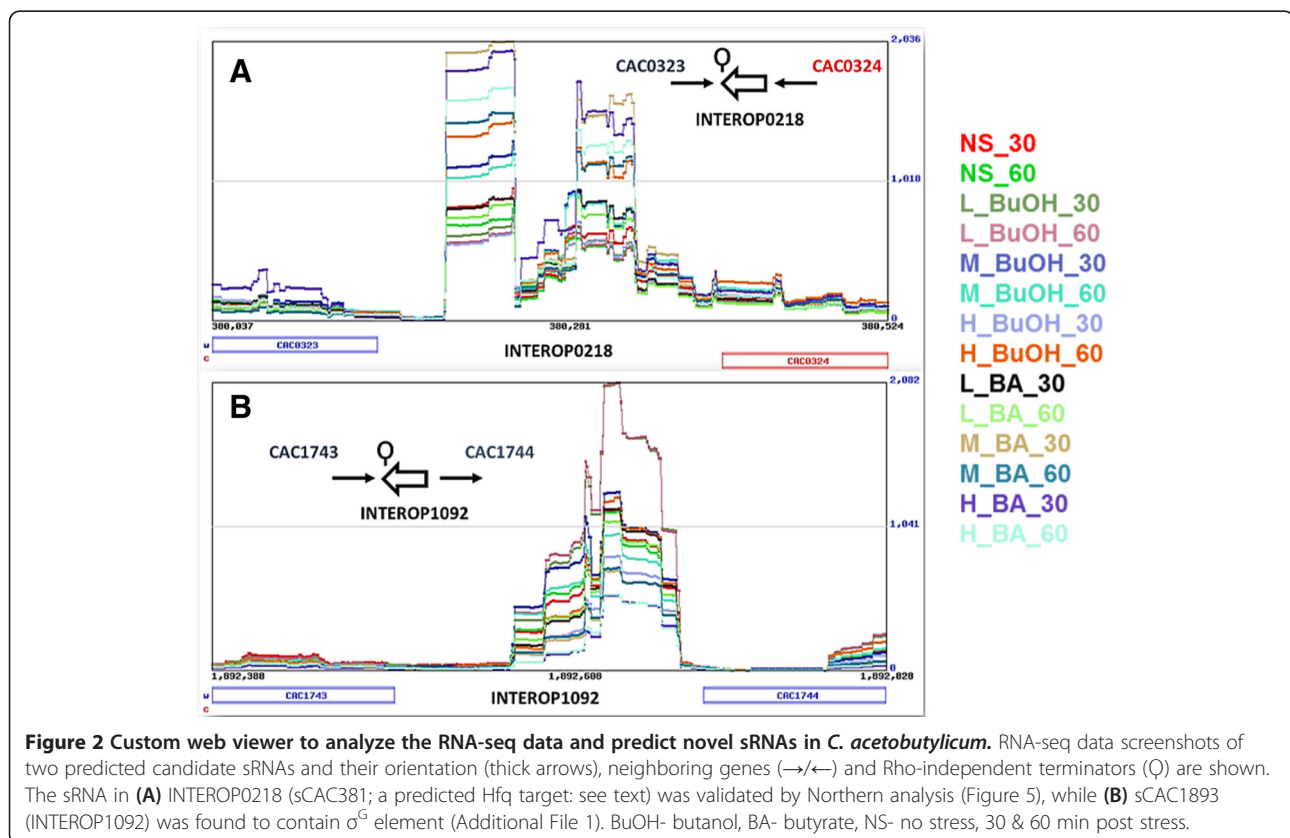 A
2,036
CAC0323
CAC0324
INTEROP0218
1,018
0
380,037
380,281
380,524
W
C
CAC0323
INTEROP0218
CAC0324
B
2,082
CAC1743
CAC1744
INTEROP1092
1,041
0
1,892,388
1,892,608
1,892,828
W
C
CAC1743
INTEROP1092
CAC1744
NS_30
NS_60
L_BuOH_30
L_BuOH_60
M_BuOH_30
M_BuOH_60
H_BuOH_30
H_BuOH_60
L_BA_30
L_BA_60
M_BA_30
M_BA_60
H_BA_30
H_BA_60
Figure 2 Custom web viewer to analyze the RNA-seq data and predict novel sRNAs in C. acetobutylicum. RNA-seq data screenshots of
two predicted candidate sRNAs and their orientation (thick arrows), neighboring genes (→/←) and Rho-independent terminators (Q) are shown.
The sRNA in (A) INTEROP0218 (sCAC381; a predicted Hfq target: see text) was validated by Northern analysis (Figure 5), while (B) sCAC1893
(INTEROP1092) was found to contain σG element (Additional File 1). BuOH- butanol, BA- butyrate, NS- no stress, 30 & 60 min post stress.